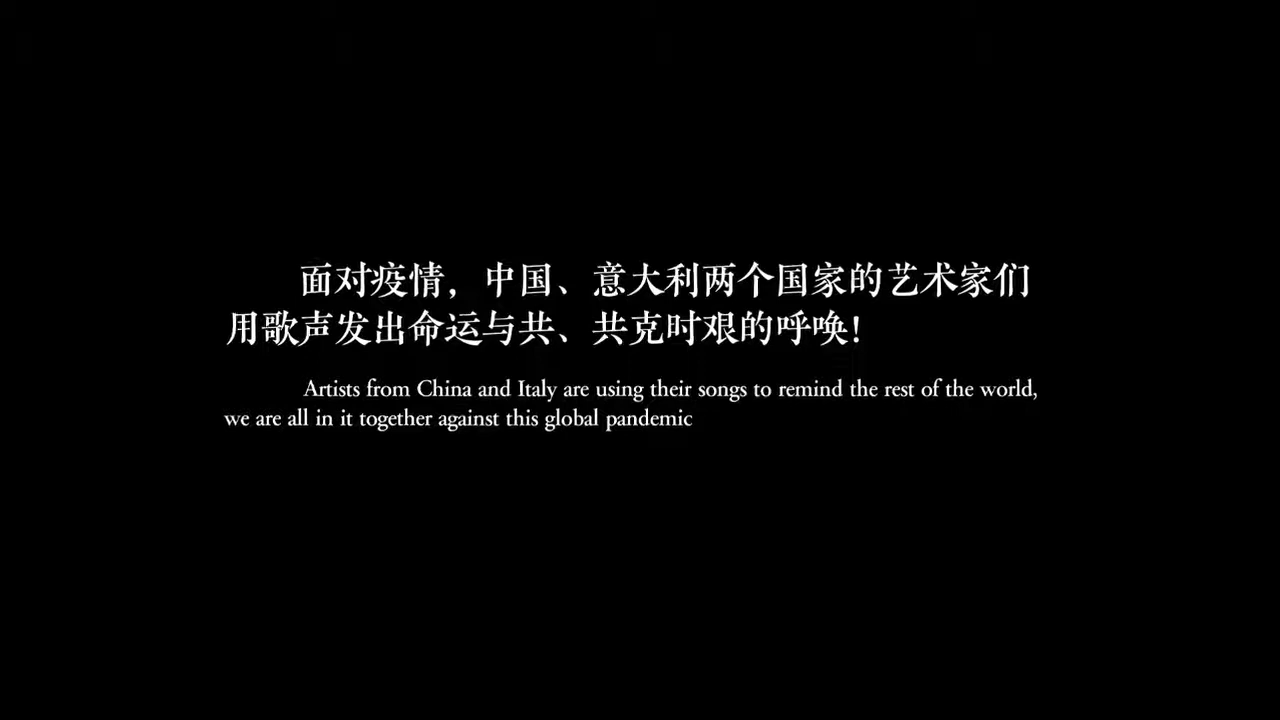 面对疫情，中国、意大利两个国家的艺术家们
用歌声发出命运与共、共克时艰的呼唤!
Artists from China and Italy are using their songs to remind the rest of the world,
we are all in it together against this global pandemic